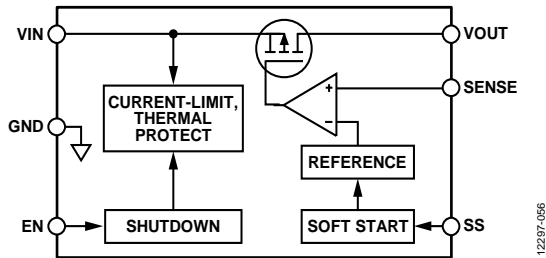 VIN
VOUT
CURRENT-LIMIT,
THERMAL
PROTECT
+
−
SENSE
GND
REFERENCE
EN
SHUTDOWN
SOFT START
SS
12297-056